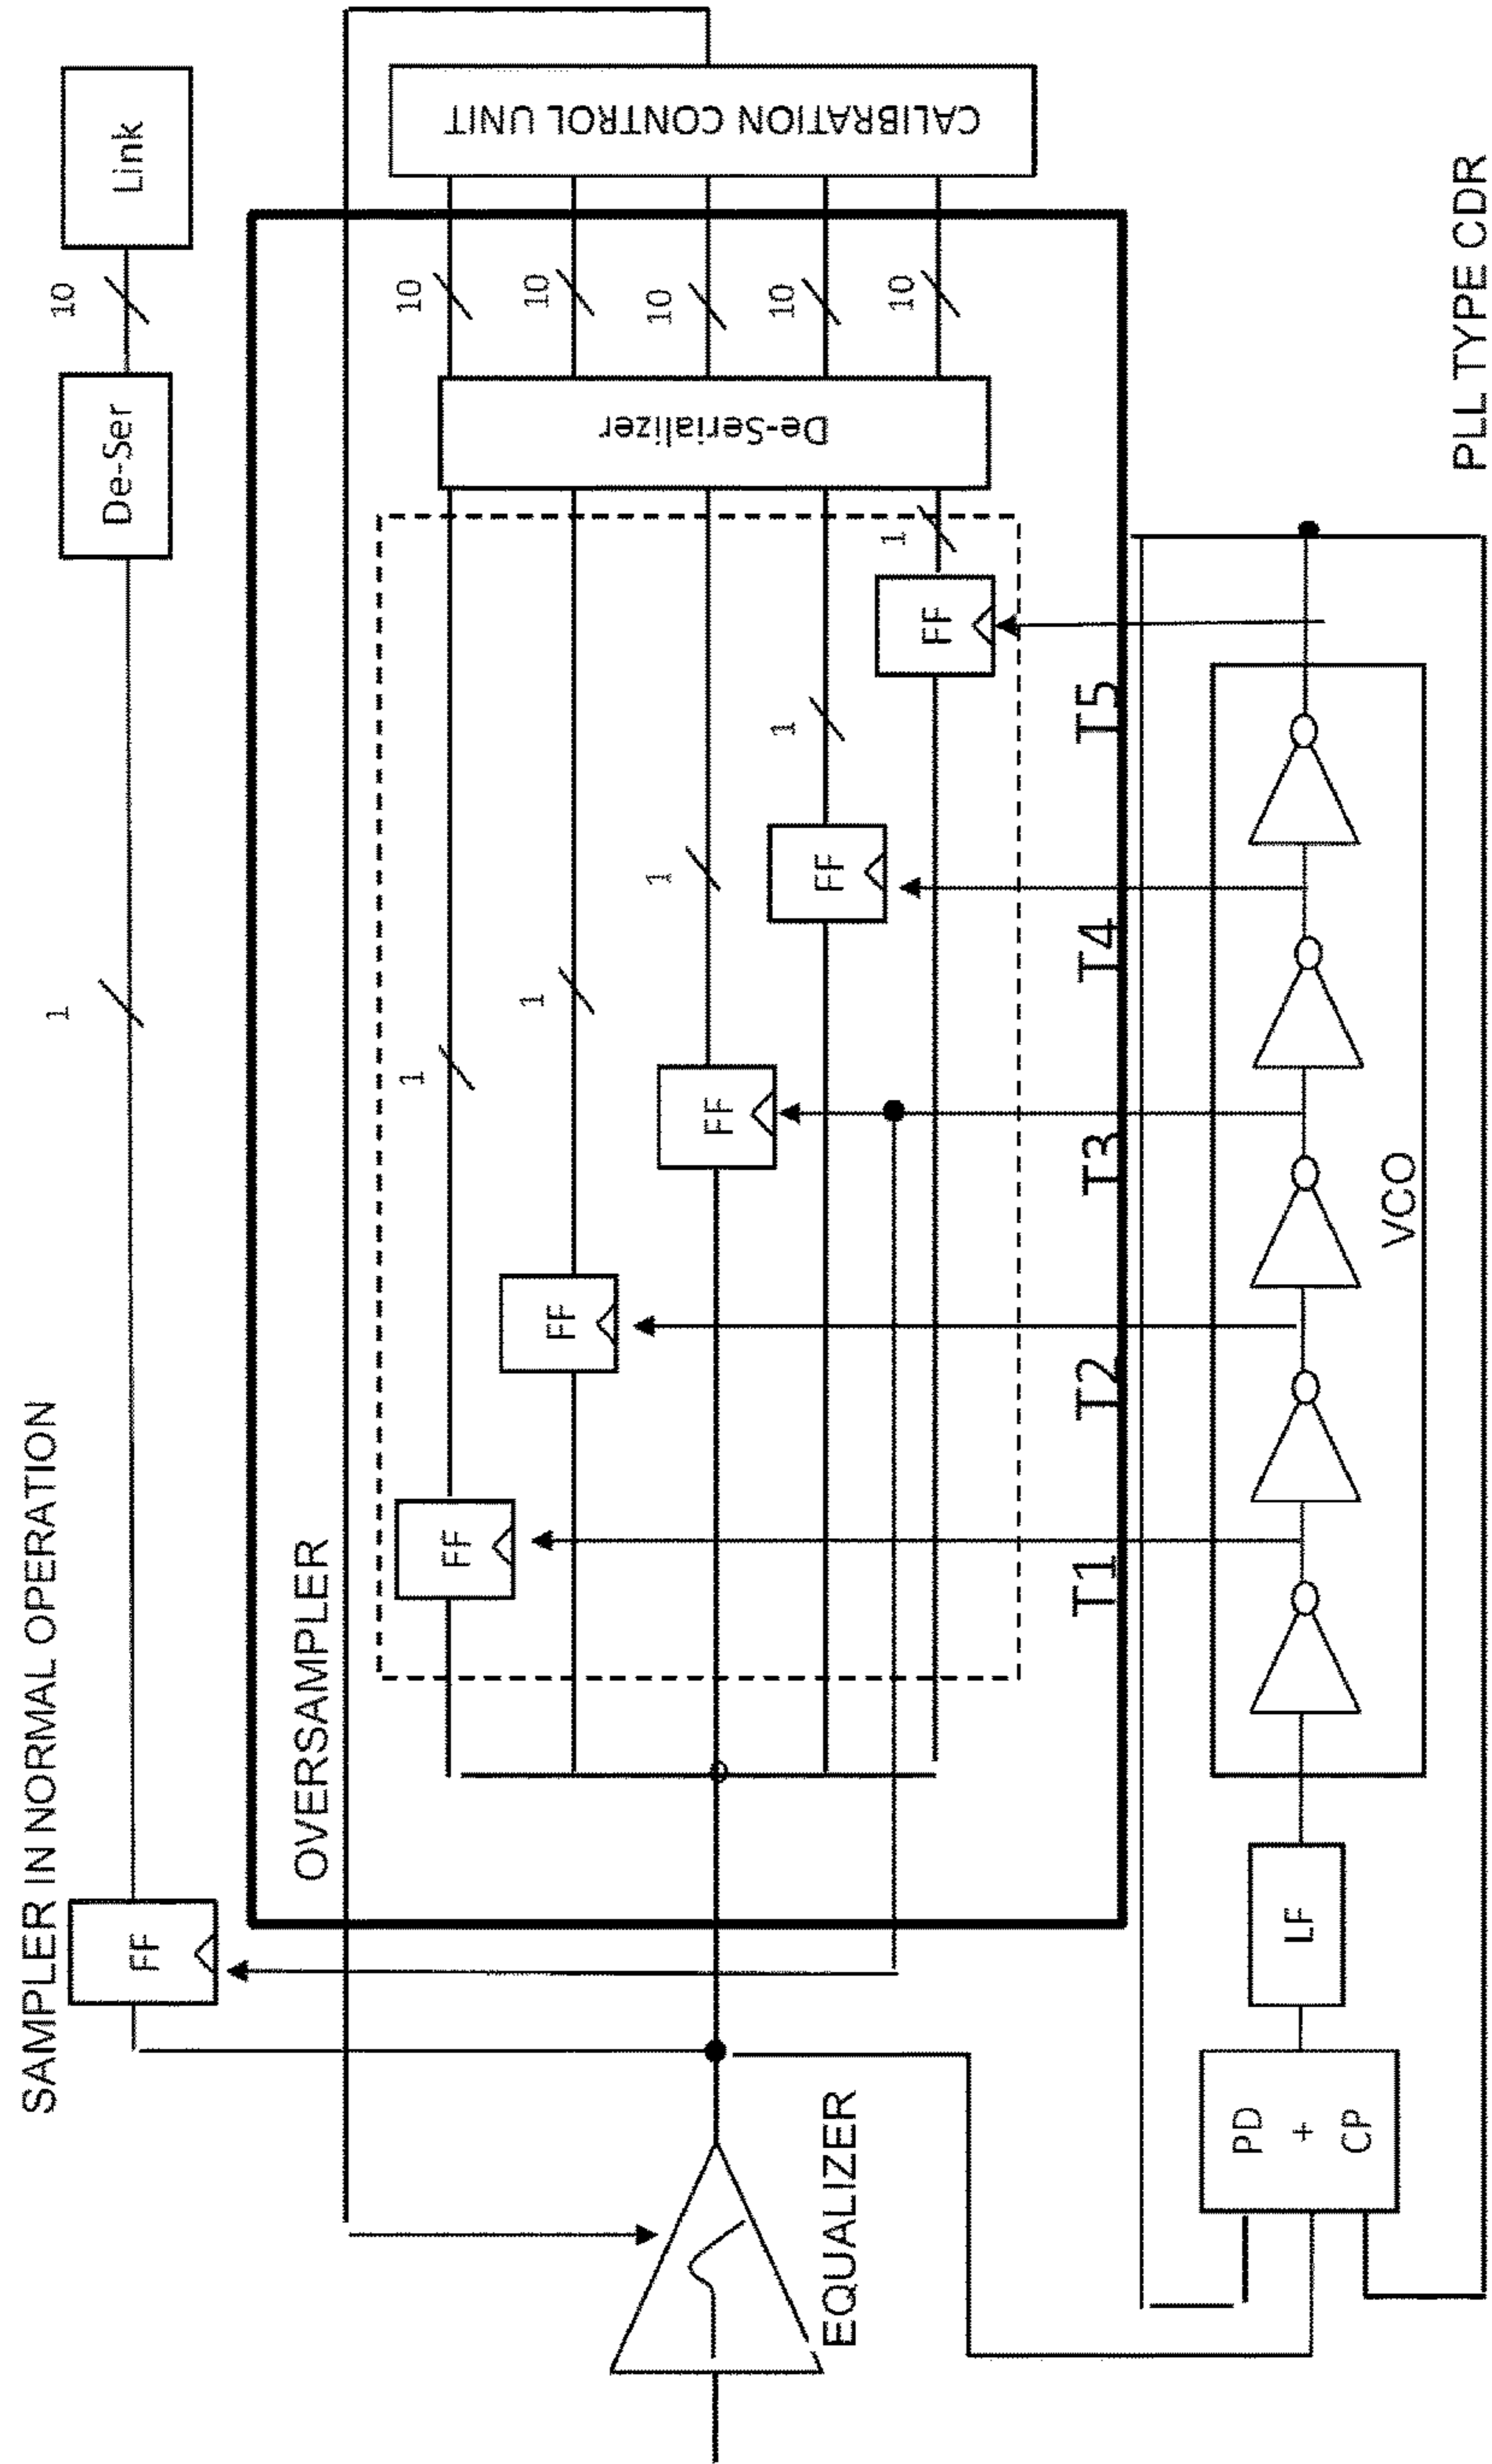 SAMPLER IN NORMAL OPERATION
FF
1
De-Ser
10
Link
OVERSAMPLER
FF
1
10
FF
1
10
FF
1
10
FF
1
10
FF
1
10
De-Serializer
CALIBRATION CONTROL UNIT
EQUALIZER
T1
T2
T3
T4
T5
PD
+
CP
LF
VCO
PLL TYPE CDR